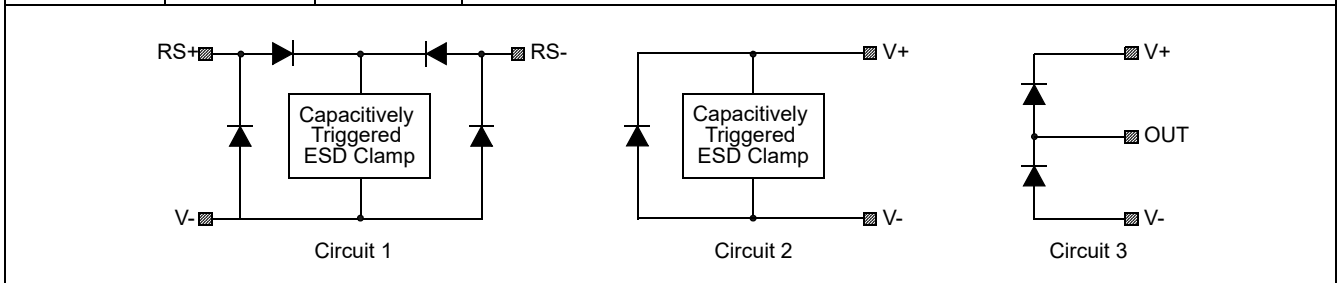 RS+
RS-
Capacitively
Triggered
ESD Clamp
V-
Circuit 1
V+
Capacitively
Triggered
ESD Clamp
V-
Circuit 2
V+
OUT
V-
Circuit 3